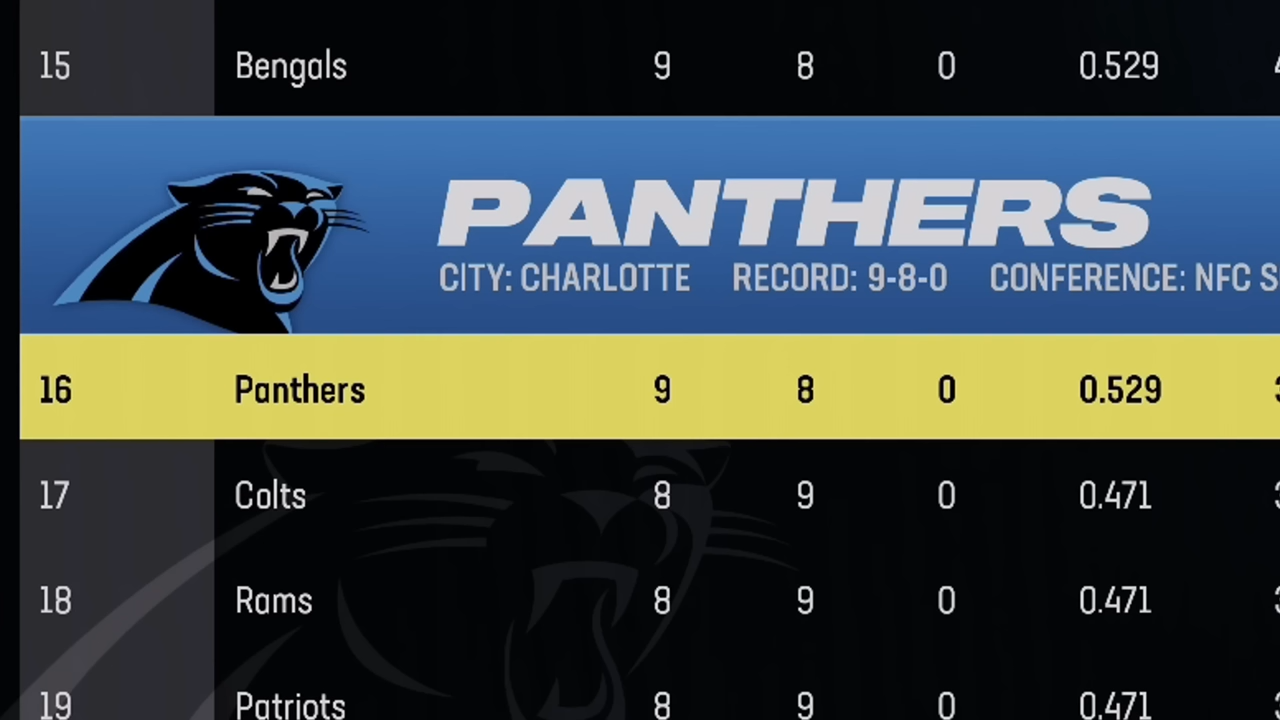 15 Bengals 9 8 0 0.529
PANTHERS
CITY: CHARLOTTE RECORD: 9-8-0 CONFERENCE: NFC S
16 Panthers 9 8 0 0.529
17 Colts 8 9 0 0.471
18 Rams 8 9 0 0.471
19 Patriots 8 9 0 0.471